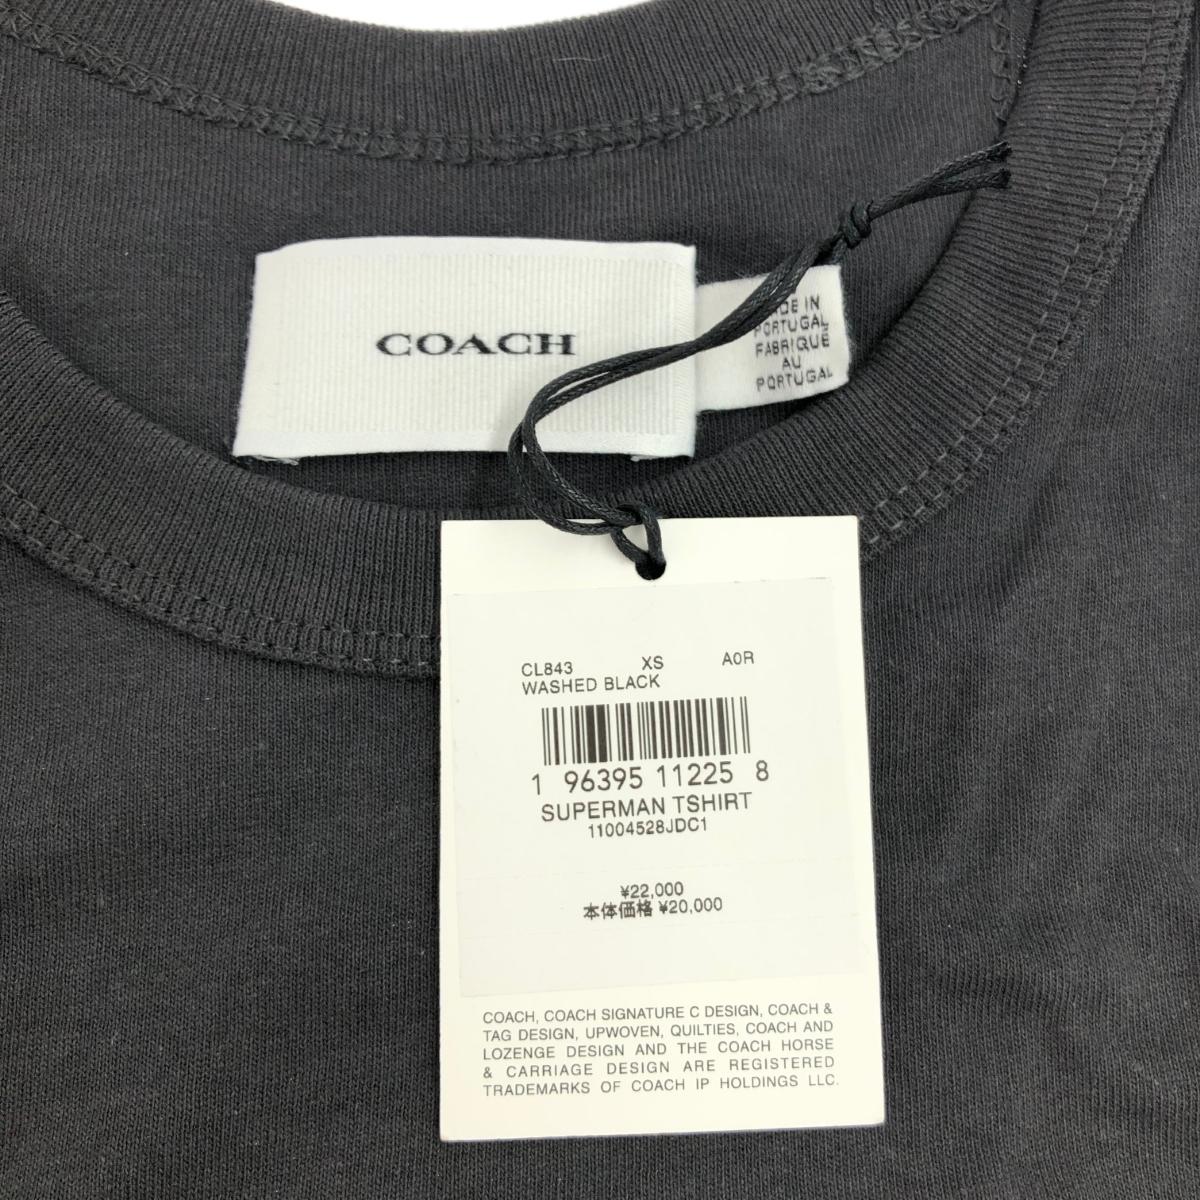 COACH
IN
PORTUGAL
FABRIQUÉ
AU
PORTUGAL
CL843 XS A0R
WASHED BLACK
1 96395 11225 8
SUPERMAN TSHIRT
11004528JDC1
¥22,000
本体価格 ¥20,000
COACH, COACH SIGNATURE C DESIGN, COACH &
TAG DESIGN, UPWOVEN, QUILTIES, COACH AND
LOZENGE DESIGN AND THE COACH HORSE
& CARRIAGE DESIGN ARE REGISTERED
TRADEMARKS OF COACH IP HOLDINGS LLC.